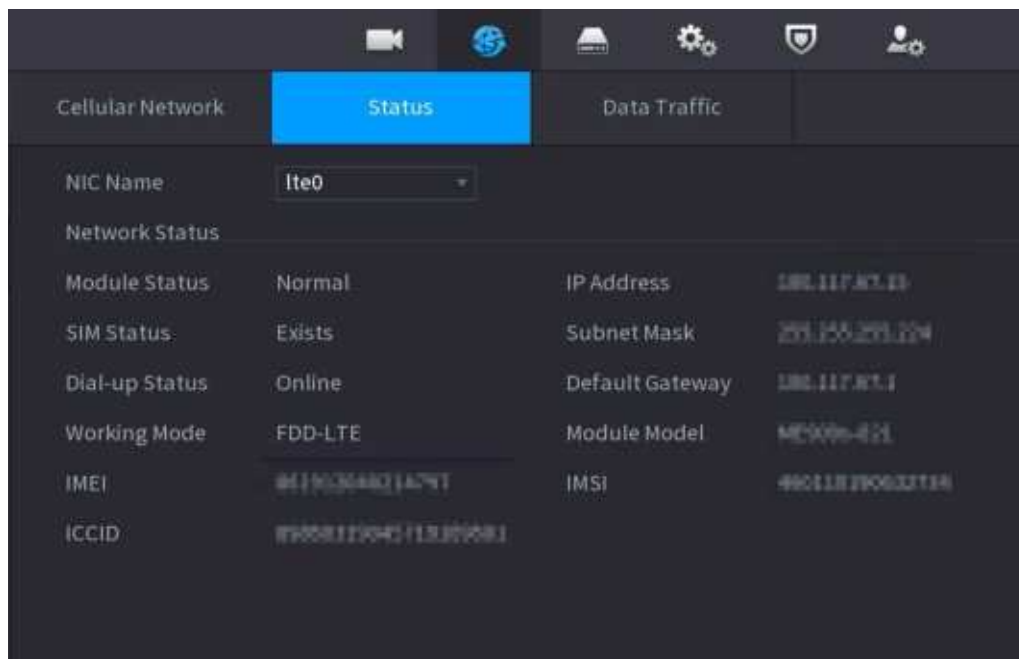 Cellular Network Status Data Traffic
NIC Name lte0
Network Status
Module Status Normal IP Address
SIM Status Exists Subnet Mask
Dial-up Status Online Default Gateway
Working Mode FDD-LTE Module Model
IMEI IMSI
ICCID